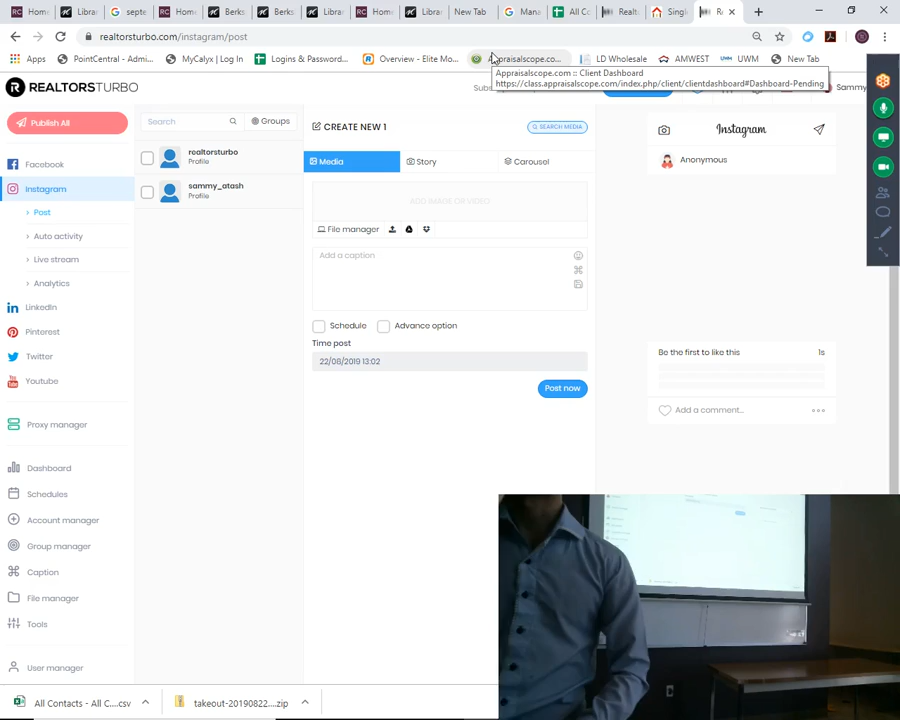 Home
Libra
septe
Home
Berks
Berks
Libra
Home
Libra
New Tab
Mana
All Co
Realt
Singl
realtorsturbo.com/instagram/post
Apps
PointCentral - Admi...
MyCalyx | Log In
Logins & Password...
Overview - Elite Mo...
Appraisalscope.co...
LD Wholesale
AMWEST
UWM
New Tab
Appraisalscope.com :: Client Dashboard
https://class.appraisalscope.com/index.php/client/clientdashboard#Dashboard-Pending
REALTORSTURBO
Sammy
Publish All
Search
Groups
CREATE NEW 1
SEARCH MEDIA
Instagram
Facebook
realtorsturbo
Profile
Media
Story
Carousel
Anonymous
Instagram
sammy_atash
Profile
ADD IMAGE OR VIDEO
Post
File manager
Auto activity
Add a caption
Live stream
Analytics
LinkedIn
Schedule
Advance option
Pinterest
Time post
Twitter
22/08/2019 13:02
Be the first to like this
1s
Youtube
Post now
Add a comment...
Proxy manager
Dashboard
Schedules
Account manager
Group manager
Caption
File manager
Tools
User manager
All Contacts - All C....csv
takeout-20190822....zip